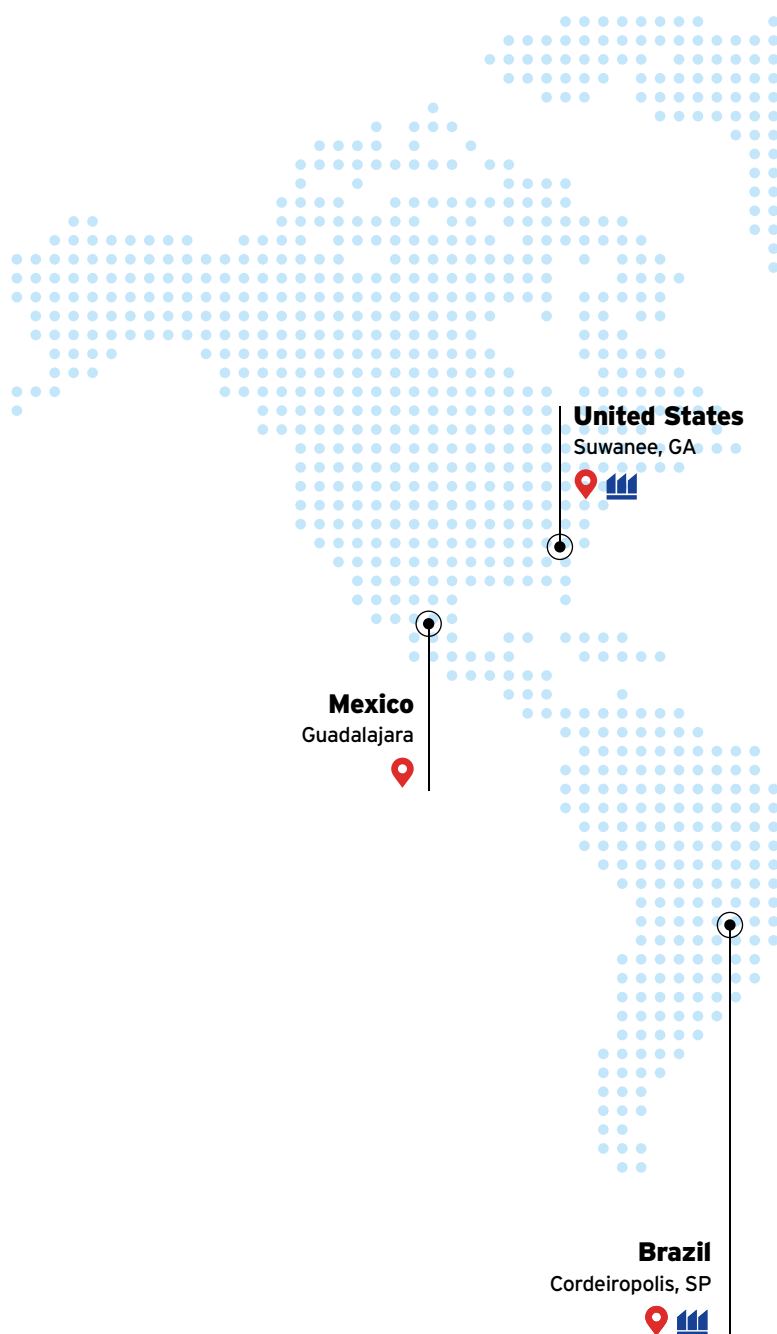 United States
Suwanee, GA
Mexico
Guadalajara
Brazil
Cordeiropolis, SP